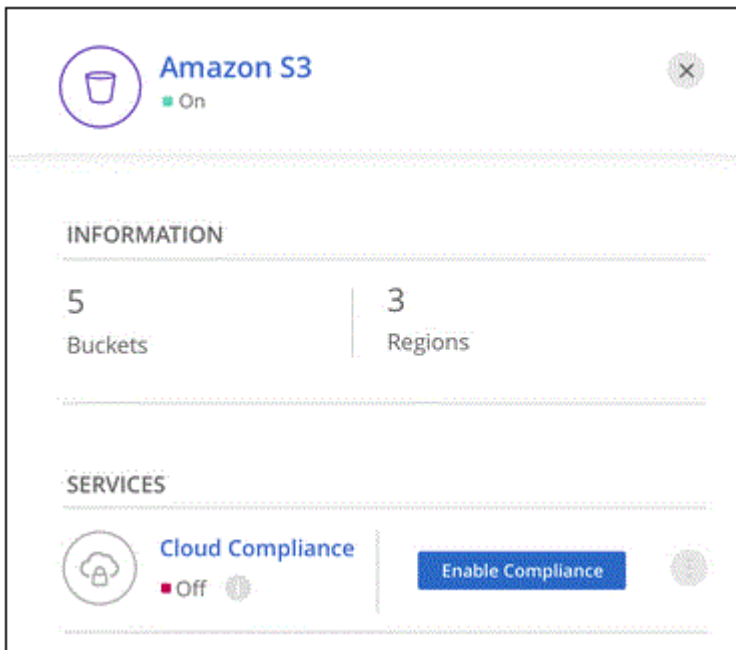 Amazon S3
On
INFORMATION
5
Buckets
3
Regions
SERVICES
Cloud Compliance
Off
Enable Compliance